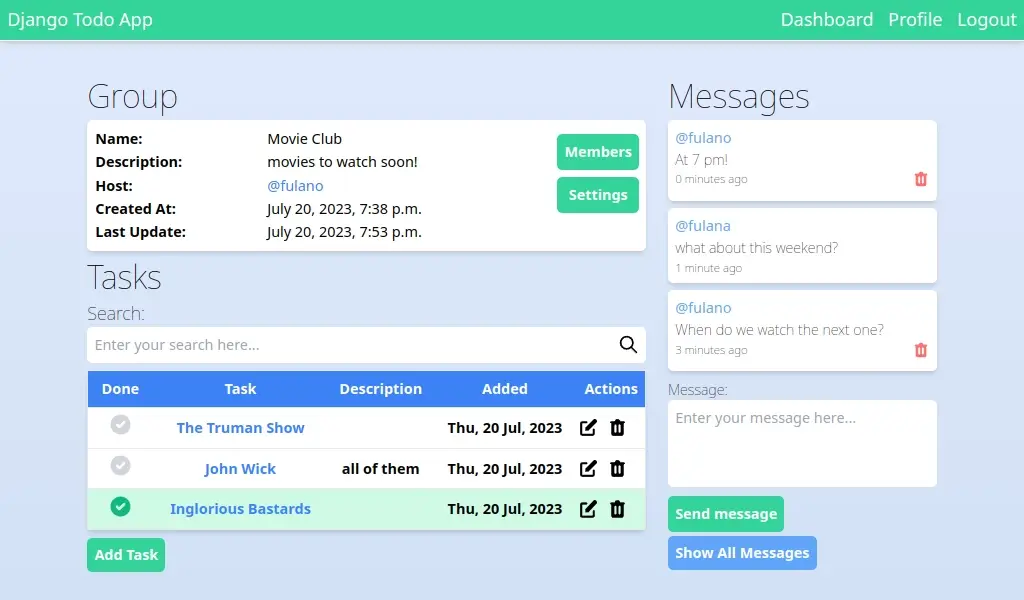 Django Todo App Dashboard Profile Logout
Group
Name: Movie Club
Description: movies to watch soon!
Host: @fulano
Created At: July 20, 2023, 7:38 p.m.
Last Update: July 20, 2023, 7:53 p.m.
Members
Settings
Tasks
Search:
Enter your search here...
Done Task Description Added Actions
The Truman Show Thu, 20 Jul, 2023
John Wick all of them Thu, 20 Jul, 2023
Inglorious Bastards Thu, 20 Jul, 2023
Add Task
Messages
@fulano
At 7 pm!
0 minutes ago
@fulana
what about this weekend?
1 minute ago
@fulano
When do we watch the next one?
3 minutes ago
Message:
Enter your message here...
Send message
Show All Messages